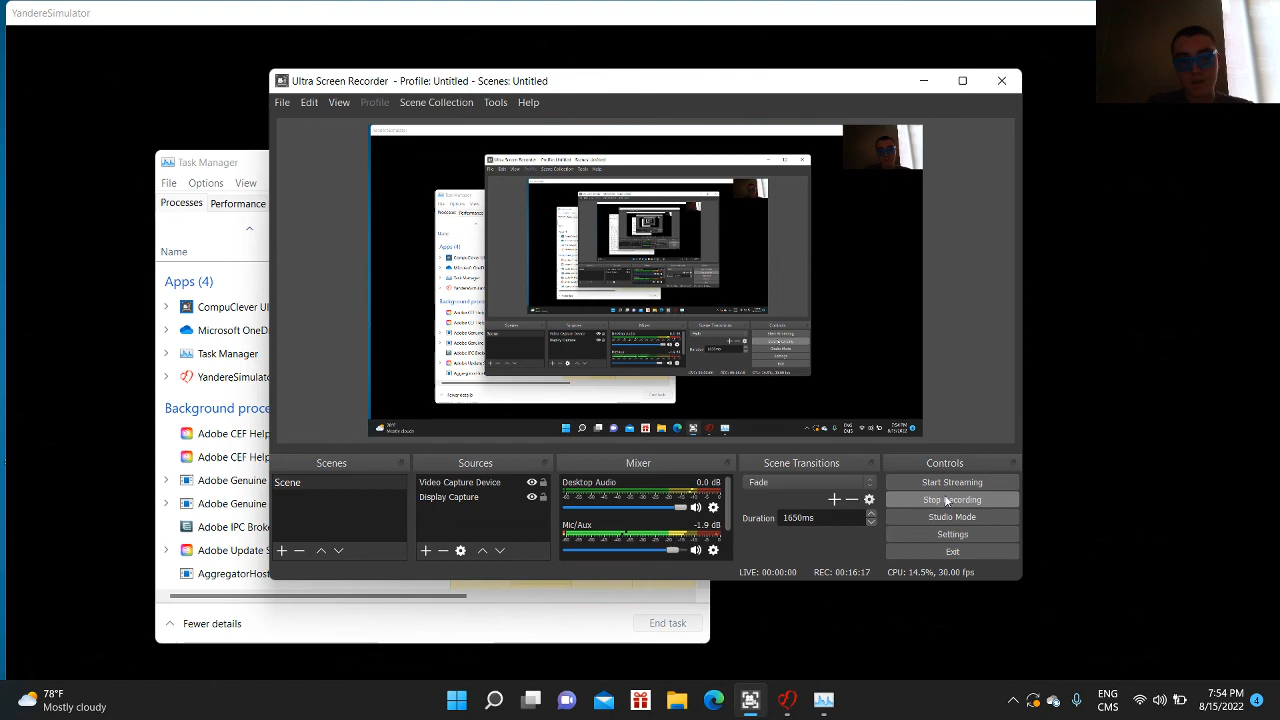 YandereSimulator
Ultra Screen Recorder - Profile: Untitled - Scenes: Untitled
File Edit View Profile Scene Collection Tools Help
Task Manager
File Options View
Processes Performance
Name
Apps (4)
CompuClever Ul
Microsoft OneD
Task Manager
YandereSimulato
Background proce
Adobe CEF Help
Adobe CEF Help
Adobe Genuine
Adobe Genuine
Adobe IPC Broke
Adobe Update S
AggregatorHost
Fewer details
End task
Scenes
Scene
Sources
Video Capture Device
Display Capture
Mixer
Desktop Audio 0.0 dB
Mic/Aux -1.9 dB
Scene Transitions
Fade
Duration 1650ms
Controls
Start Streaming
Stop Recording
Studio Mode
Settings
Exit
LIVE: 00:00:00 REC: 00:16:17 CPU: 14.5%, 30.00 fps
78°F
Mostly cloudy
ENG
CMS
7:54 PM
8/15/2022
4